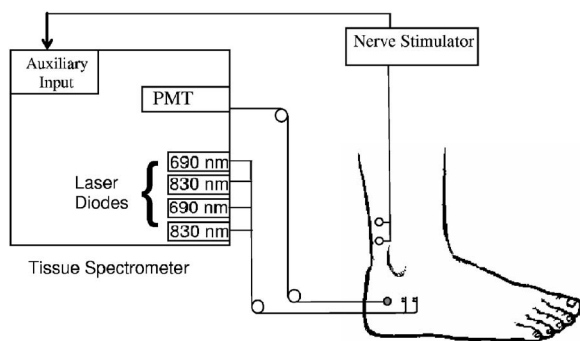 Nerve Stimulator
Auxiliary
Input
PMT
690 nm
830 nm
690 nm
830 nm
Laser
Diodes
Tissue Spectrometer